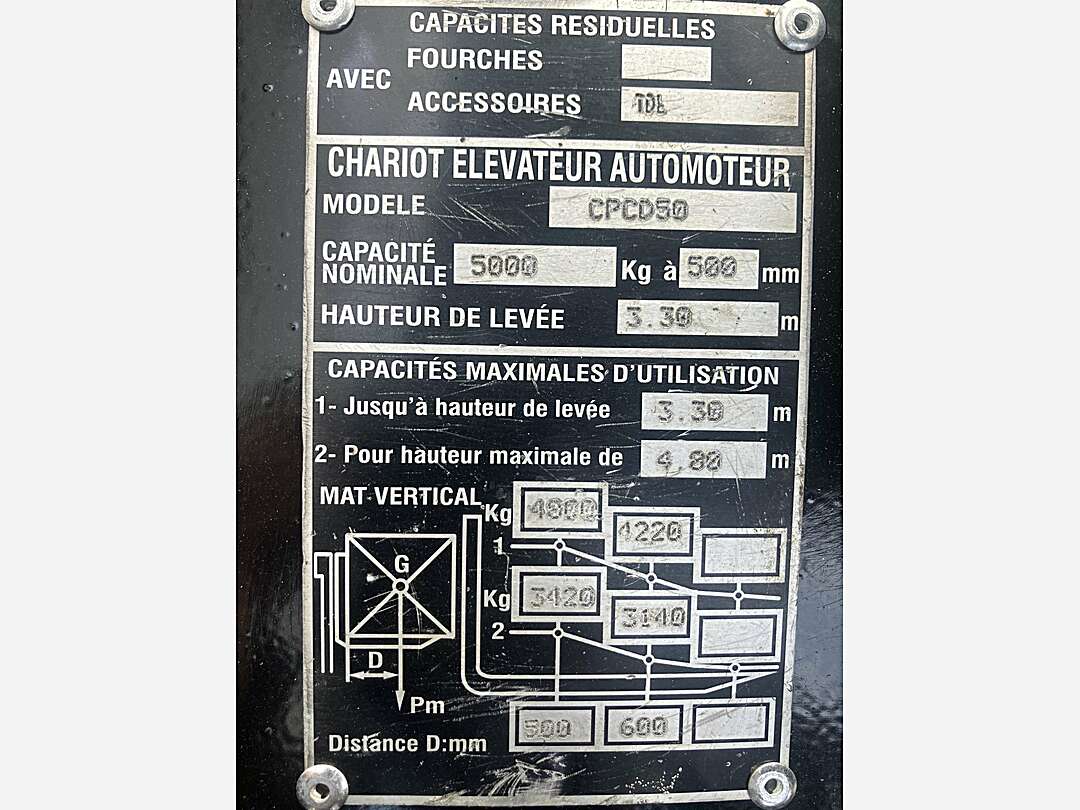 CAPACITES RESIDUELLES
AVEC
FOURCHES
ACCESSOIRES TDL
CHARIOT ELEVATEUR AUTOMOTEUR
MODELE CPCD50
CAPACITÉ NOMINALE 5000 Kg à 500 mm
HAUTEUR DE LEVÉE 3.30 m
CAPACITÉS MAXIMALES D'UTILISATION
1- Jusqu'à hauteur de levée 3.30 m
2- Pour hauteur maximale de 4.80 m
MAT VERTICAL
Kg 4800 4220
1
G
Kg 3420 3140
2
D
Pm
Distance D:mm 500 600